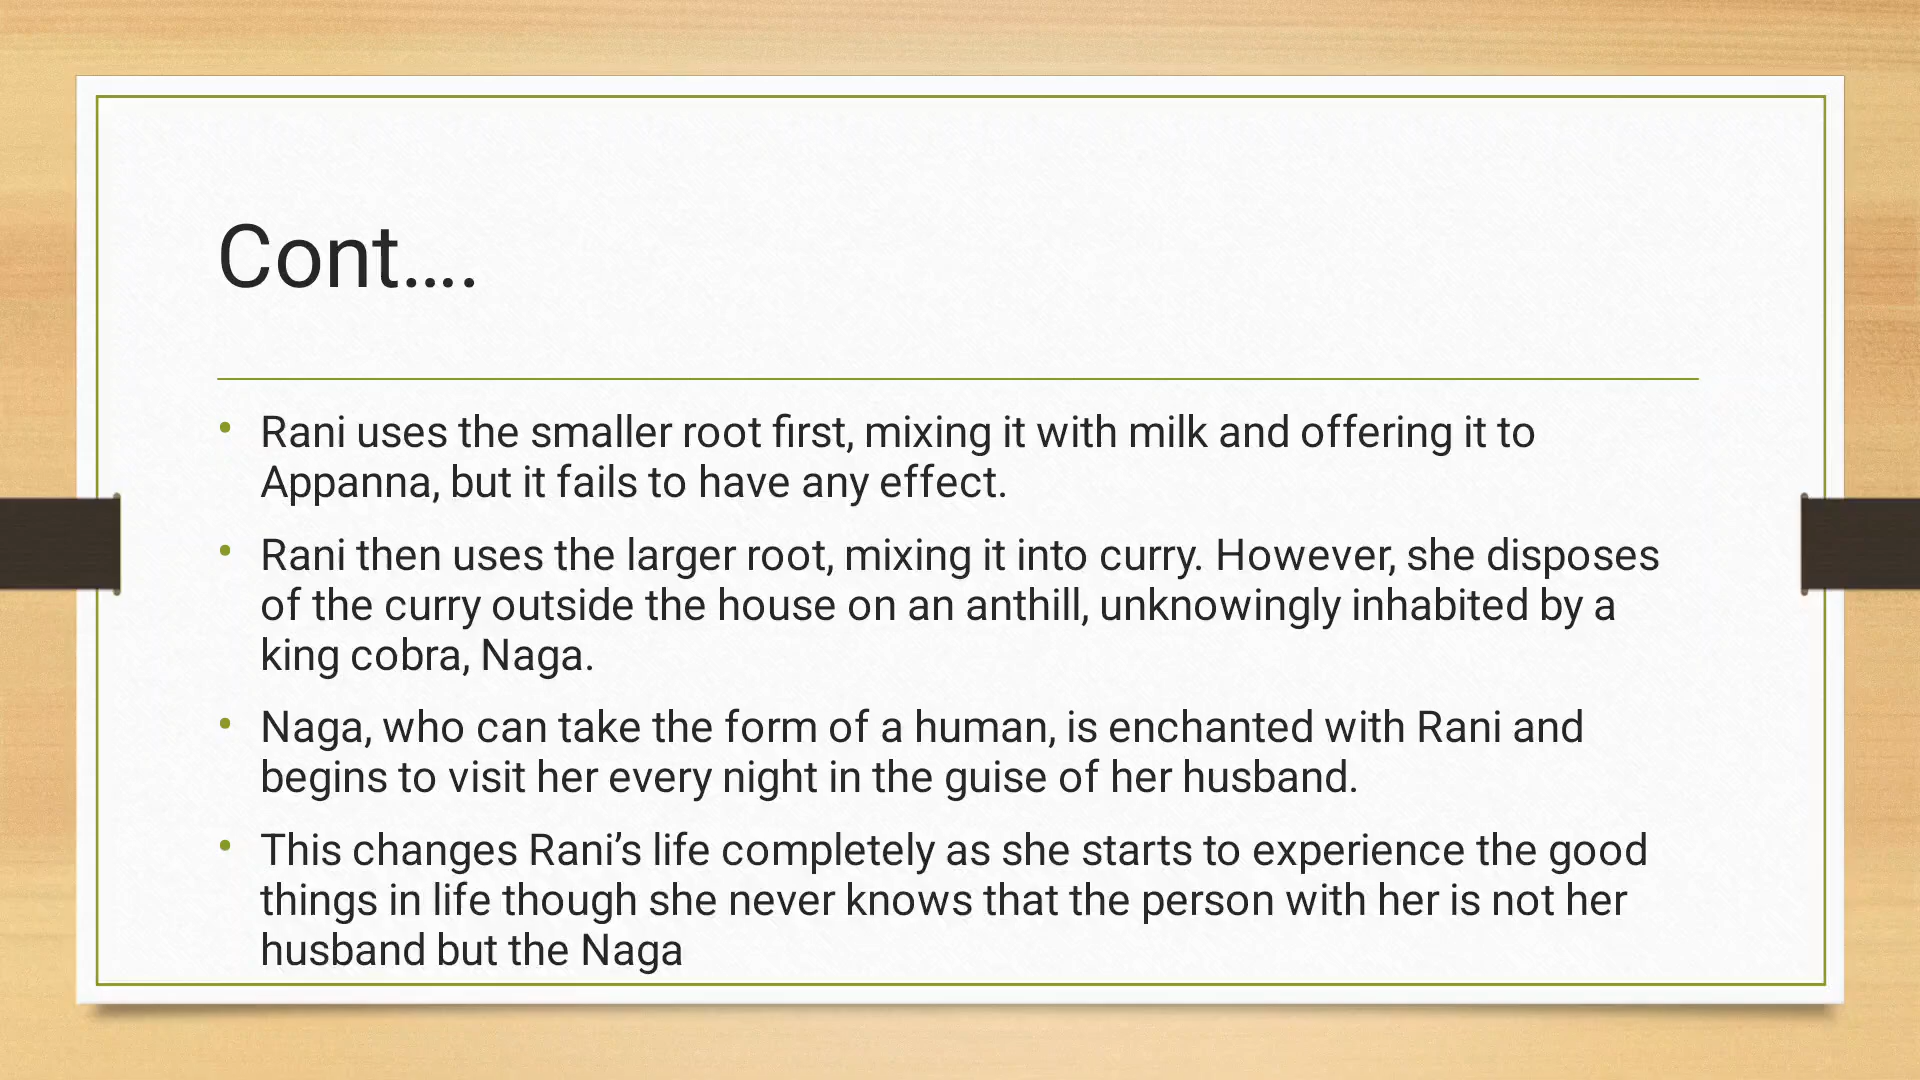 Cont….
• Rani uses the smaller root first, mixing it with milk and offering it to
Appanna, but it fails to have any effect.
• Rani then uses the larger root, mixing it into curry. However, she disposes
of the curry outside the house on an anthill, unknowingly inhabited by a
king cobra, Naga.
• Naga, who can take the form of a human, is enchanted with Rani and
begins to visit her every night in the guise of her husband.
• This changes Rani’s life completely as she starts to experience the good
things in life though she never knows that the person with her is not her
husband but the Naga